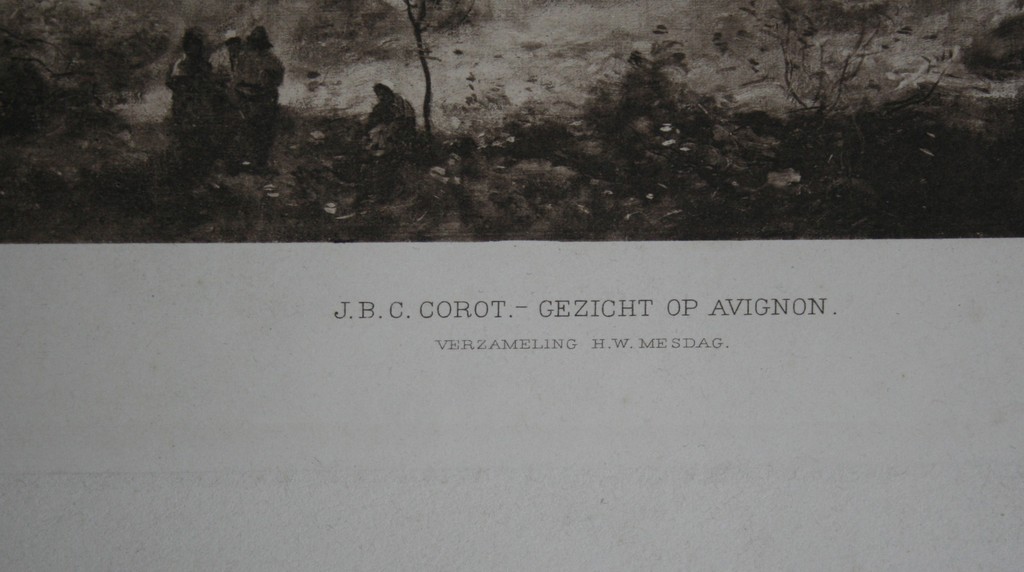 J.B.C. COROT.– GEZICHT OP AVIGNON.
VERZAMELING H.W. MESDAG.